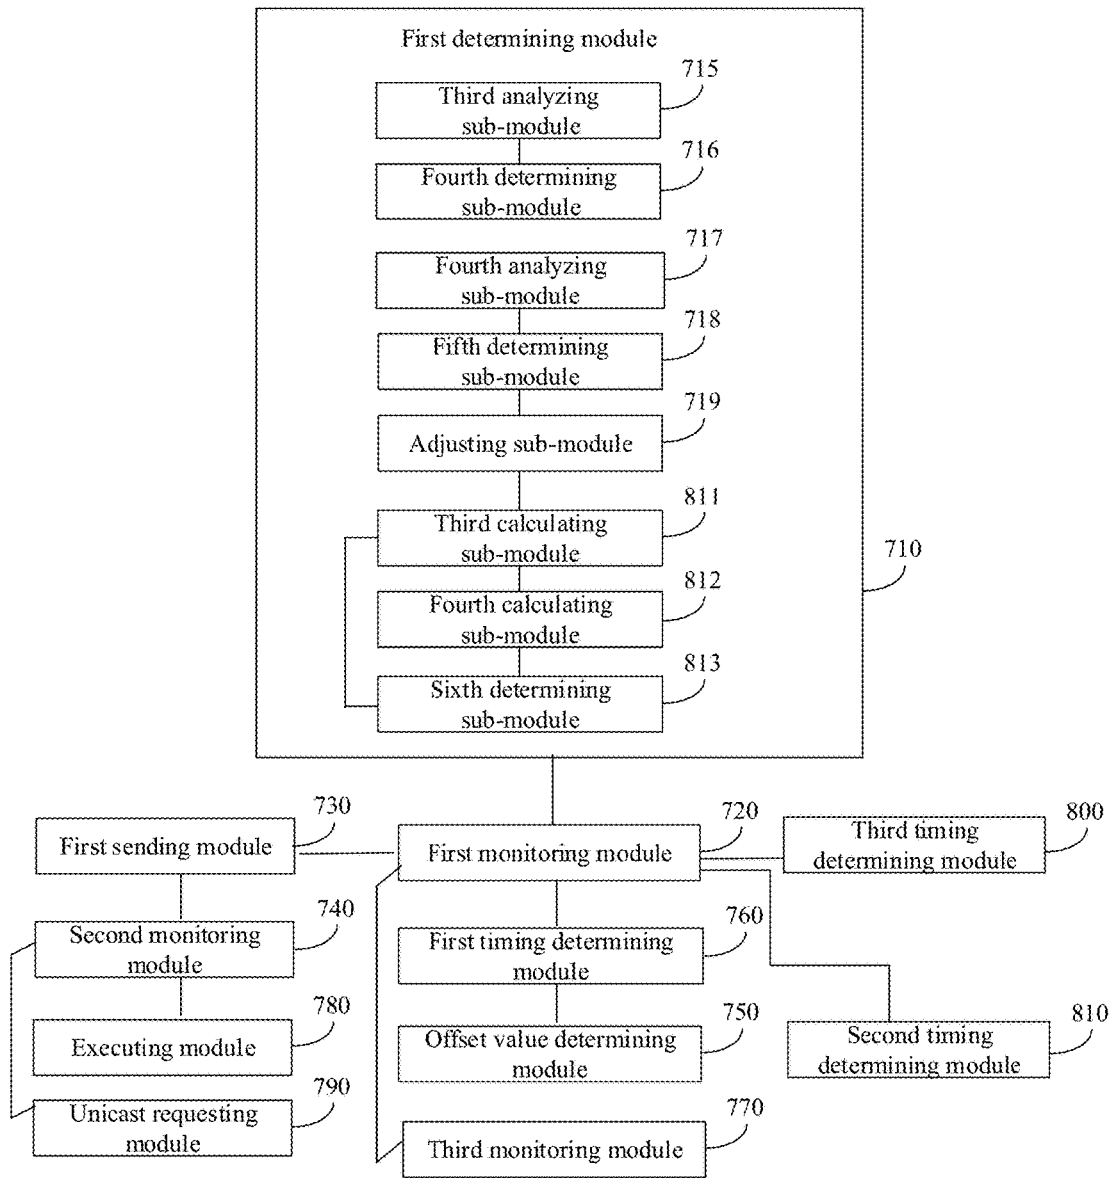 First determining module
715
Third analyzing
sub-module
716
Fourth determining
sub-module
717
Fourth analyzing
sub-module
718
Fifth determining
sub-module
719
Adjusting sub-module
811
Third calculating
sub-module
710
812
Fourth calculating
sub-module
813
Sixth determining
sub-module
730
First sending module
720
First monitoring module
800
Third timing
determining module
740
Second monitoring
module
760
First timing determining
module
780
Executing module
750
Offset value determining
module
810
Second timing
determining module
790
Unicast requesting
module
770
Third monitoring module